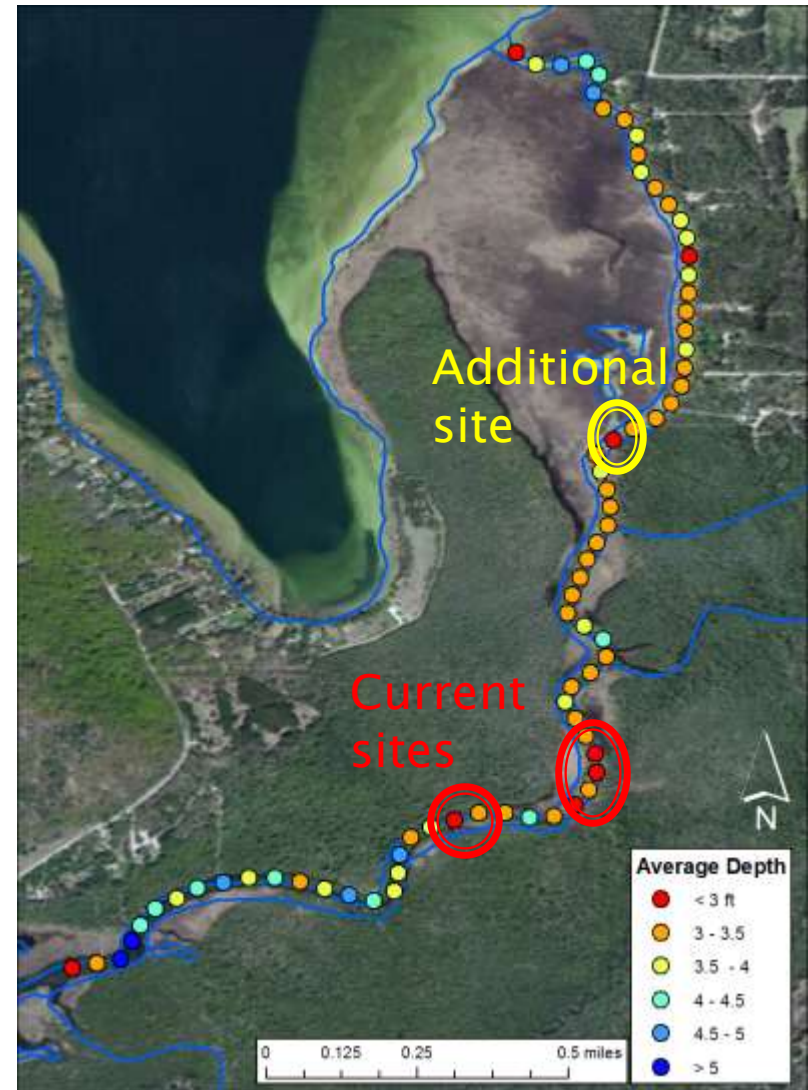 Additional
site
Current
sites
N
Average Depth
< 3 ft
3 - 3.5
3.5 - 4
4 - 4.5
4.5 - 5
> 5
0 0.125 0.25 0.5 miles